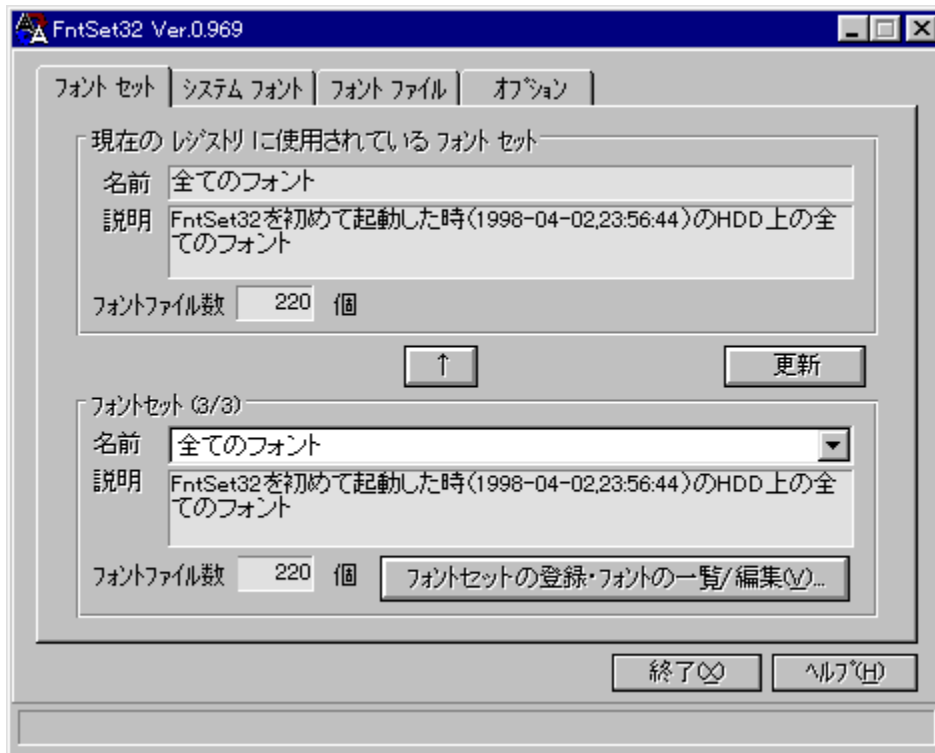 FntSet32 Ver.0.969
フォント セット
システム フォント
フォント ファイル
オプション
現在の レジストリ に使用されている フォント セット
名前
全てのフォント
説明
FntSet32を初めて起動した時(1998-04-02,23:56:44)のHDD上の全
てのフォント
フォントファイル数
220
個
↑
更新
フォントセット (3/3)
名前
全てのフォント
説明
FntSet32を初めて起動した時(1998-04-02,23:56:44)のHDD上の全
てのフォント
フォントファイル数
220
個
フォントセットの登録・フォントの一覧/編集(V)...
終了(X)
ヘルプ(H)